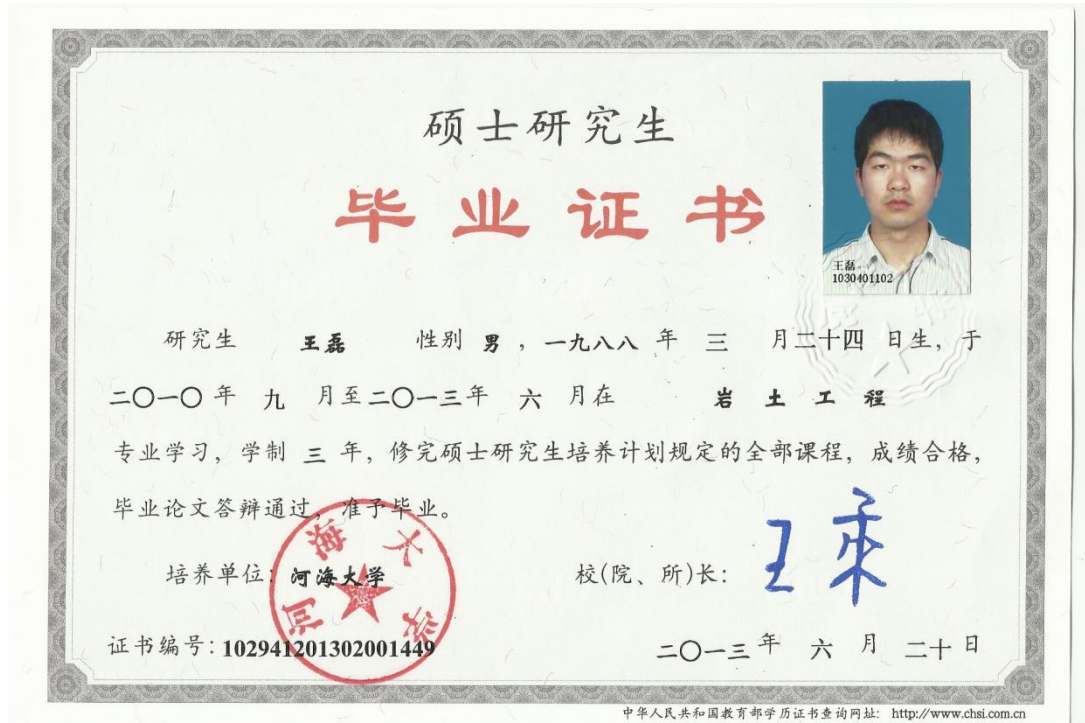 硕士研究生
毕业证书
王磊
1030401102
研究生 王磊 性别 男 , 一九八八 年 三 月二十四 日生, 于
二〇一〇 年 九 月至二〇一三年 六 月在 岩土工程
专业学习, 学制 三 年, 修完硕士研究生培养计划规定的全部课程, 成绩合格,
毕业论文答辩通过, 准予毕业。
培养单位: 河海大学 校(院、所)长:
河海大学
证书编号: 102941201302001449 二〇一三年 六 月 二十 日
中华人民共和国教育部学历证书查询网址: http://www.chsi.com.cn